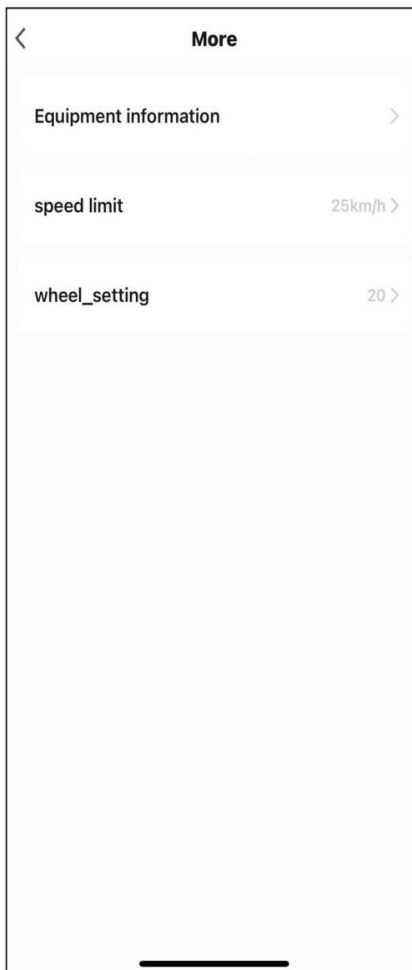 More
Equipment information
speed limit 25km/h
wheel_setting 20